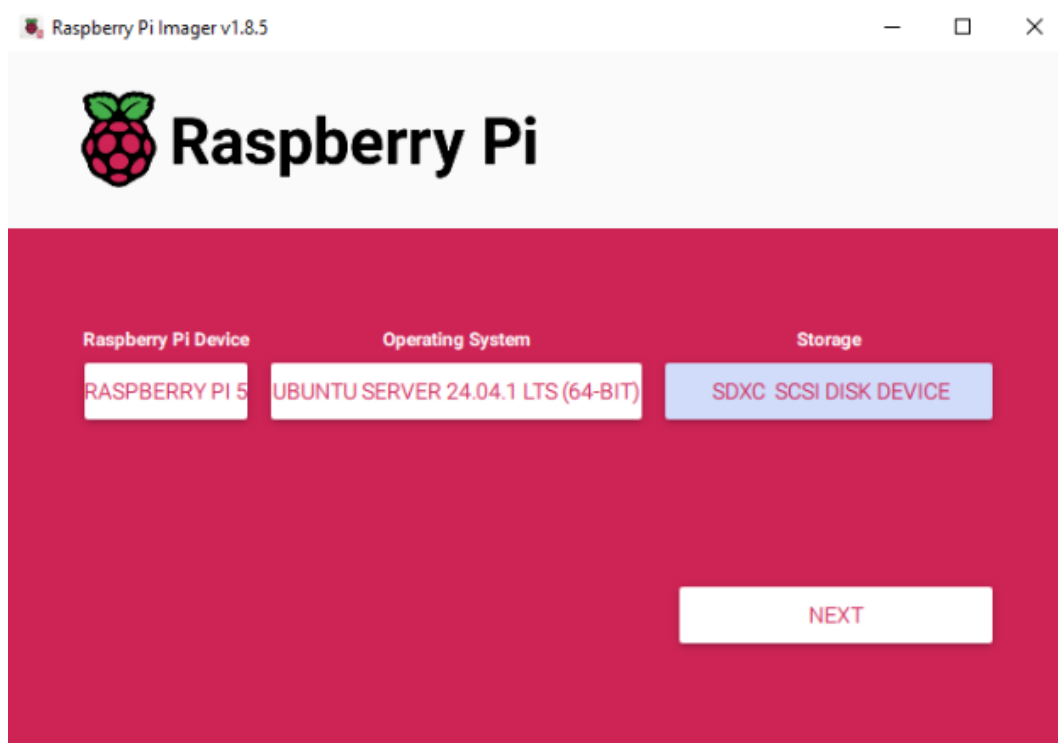 Raspberry Pi Imager v1.8.5
Raspberry Pi
Raspberry Pi Device
Operating System
Storage
RASPBERRY PI 5
UBUNTU SERVER 24.04.1 LTS (64-BIT)
SDXC  SCSI DISK DEVICE
NEXT